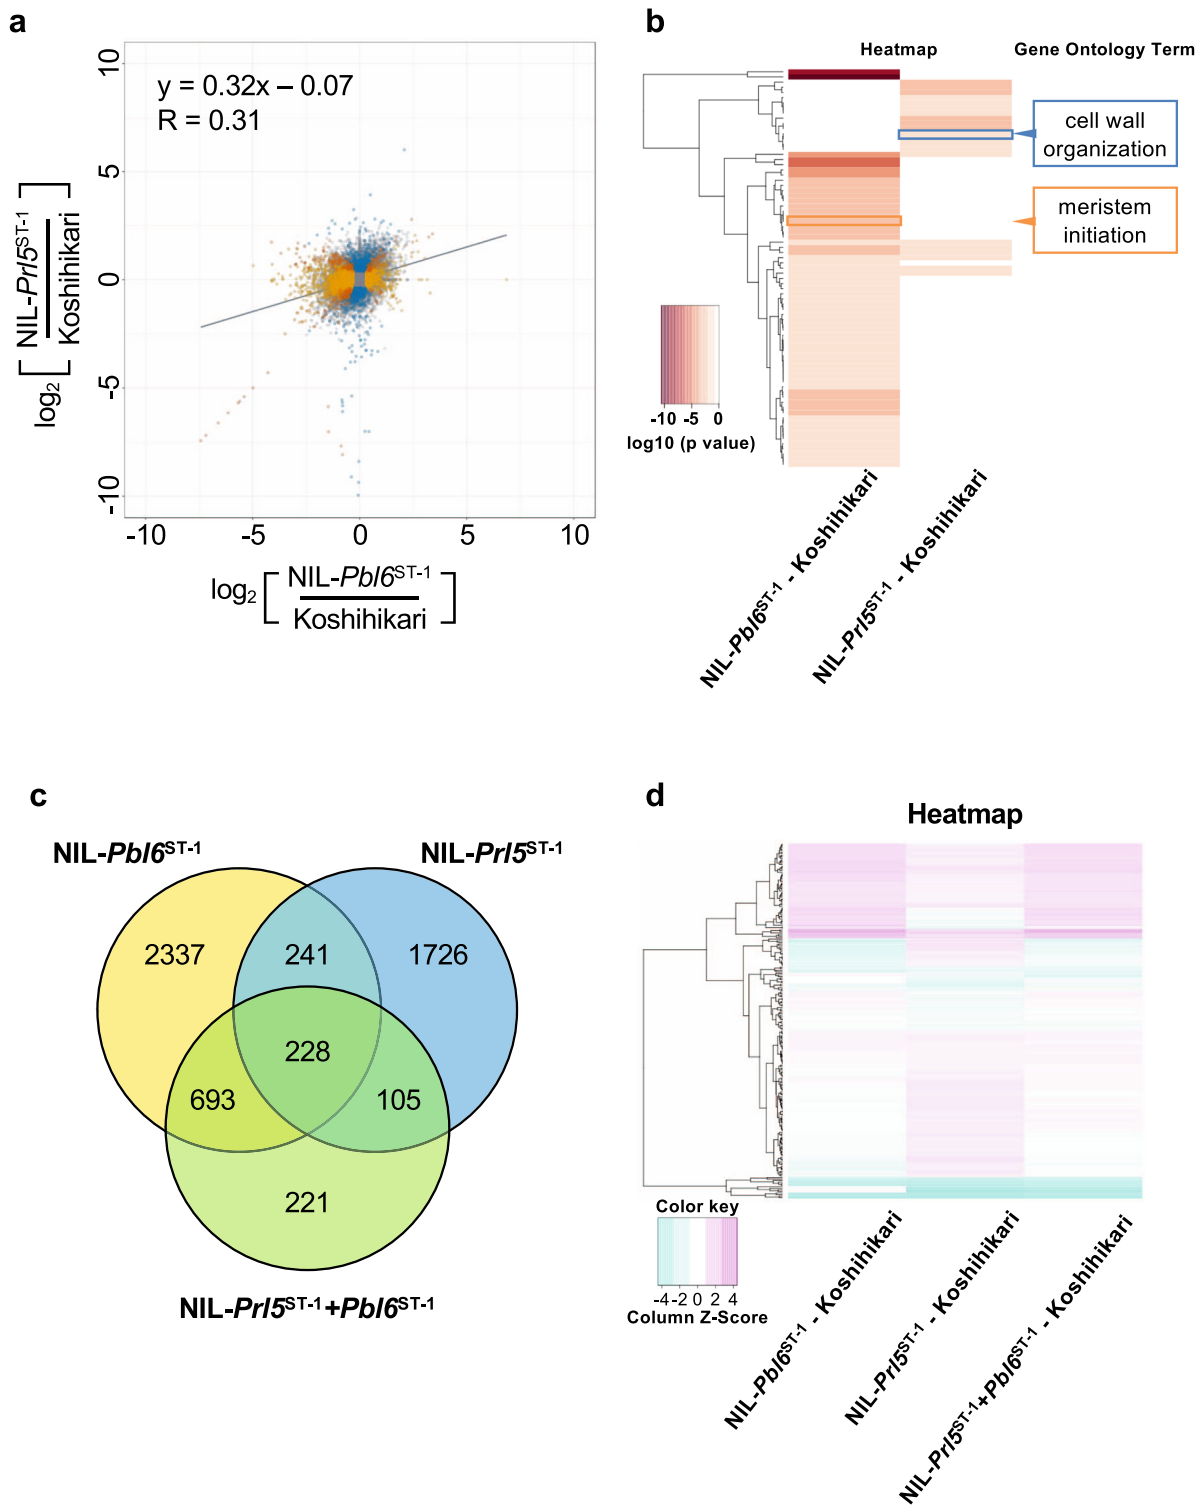 a
y = 0.32x – 0.07
R = 0.31
10
5
0
-5
-10
log2 [ NIL-Prl5ST-1
Koshihikari ]
-10 -5 0 5 10
log2 [ NIL-Pbl6ST-1
Koshihikari ]
b
Heatmap Gene Ontology Term
cell wall
organization
meristem
initiation
-10 -5 0
log10 (p value)
NIL-Pbl6ST-1 - Koshihikari
NIL-Prl5ST-1 - Koshihikari
c
NIL-Pbl6ST-1 NIL-Prl5ST-1
2337 241 1726
228
693 105
221
NIL-Prl5ST-1+Pbl6ST-1
d
Heatmap
Color key
-4 -2 0 2 4
Column Z-Score
NIL-Pbl6ST-1 - Koshihikari
NIL-Prl5ST-1 - Koshihikari
NIL-Prl5ST-1+Pbl6ST-1 - Koshihikari